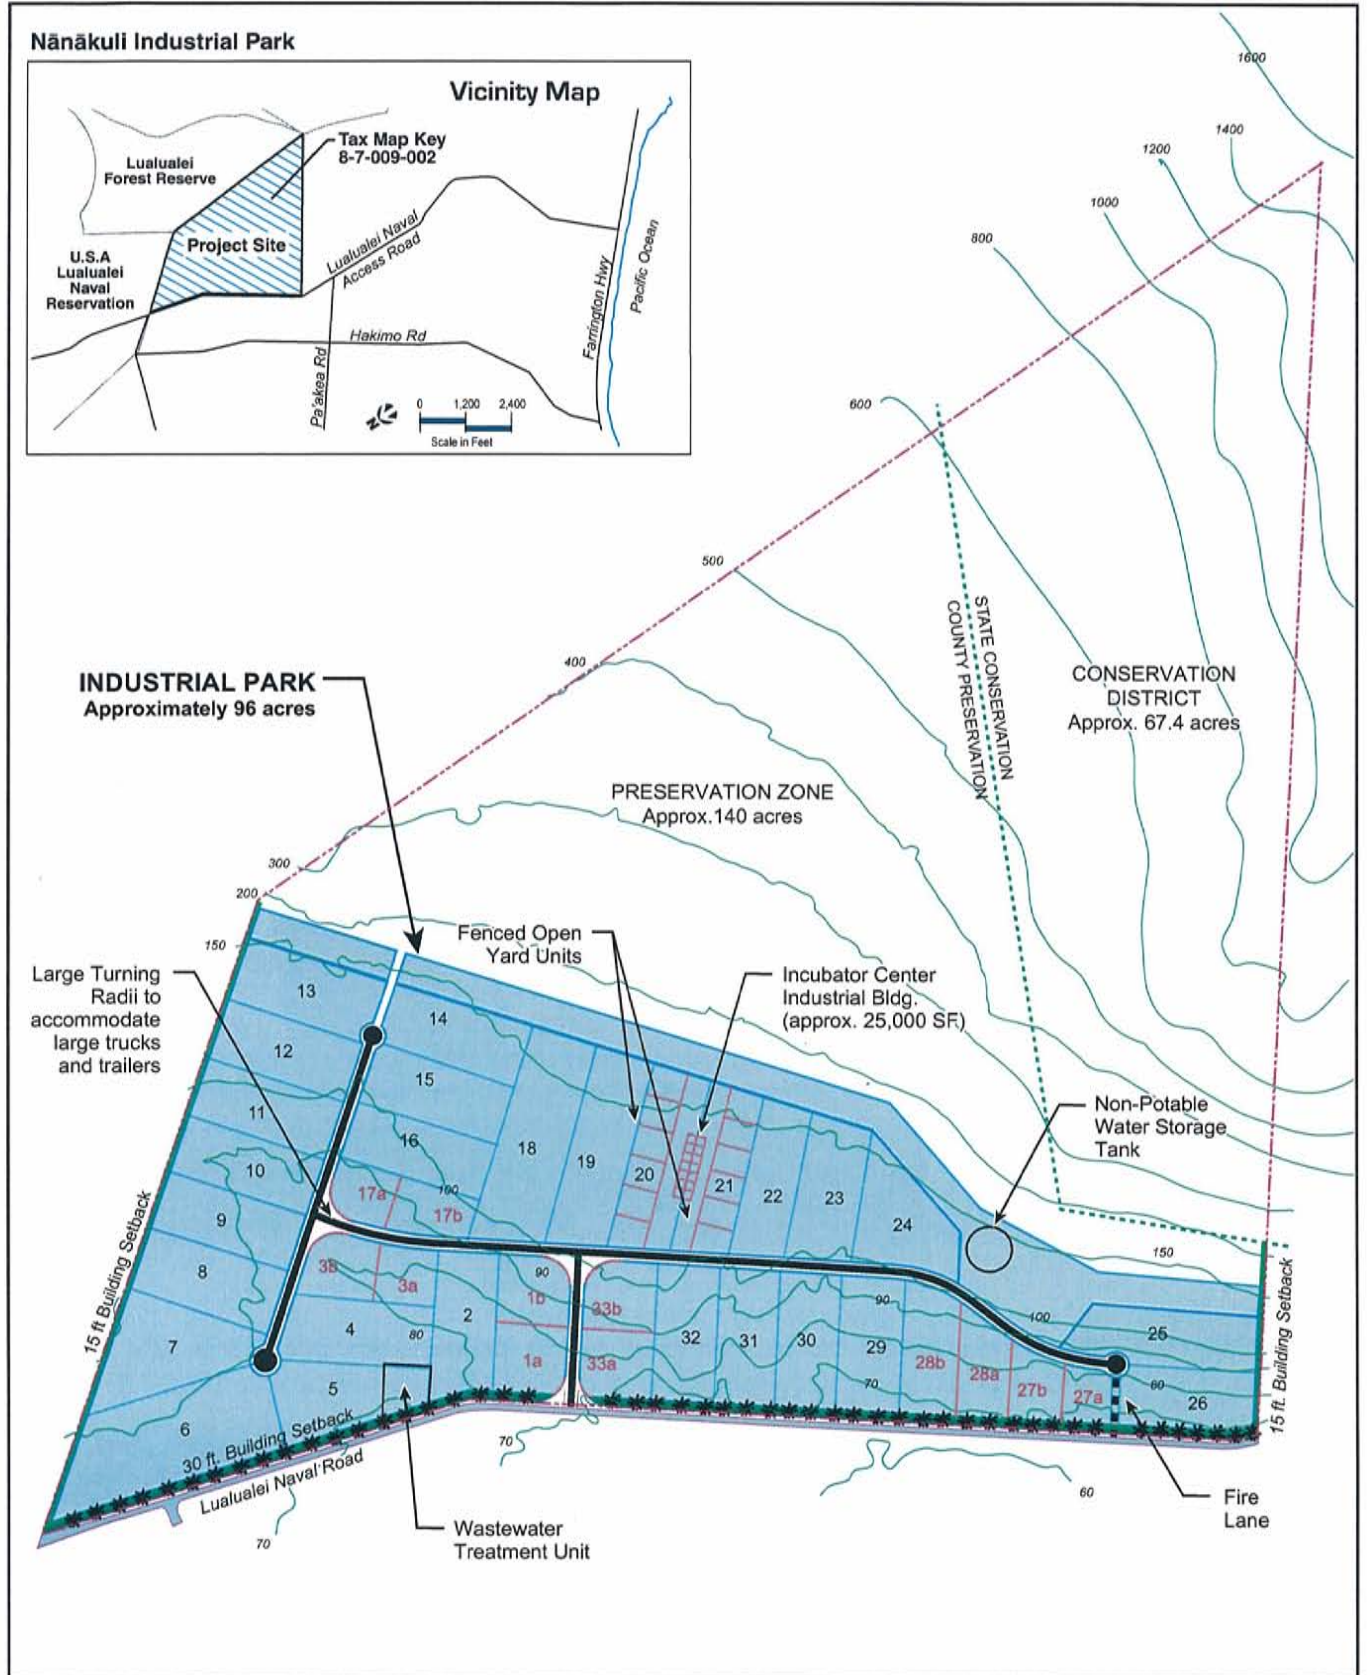 Nānākuli Industrial Park
Vicinity Map
Tax Map Key
8-7-009-002
Lualualei
Forest Reserve
Project Site
U.S.A
Lualualei
Naval
Reservation
Lualualei Naval
Access Road
Farrington Hwy
Pacific Ocean
Hakimo Rd
Pa'akea Rd
N
0 1,200 2,400
Scale in Feet
1600
1400
1200
1000
800
600
500
400
300
200
150
STATE CONSERVATION
COUNTY PRESERVATION
CONSERVATION
DISTRICT
Approx. 67.4 acres
INDUSTRIAL PARK
Approximately 96 acres
PRESERVATION ZONE
Approx.140 acres
Fenced Open
Yard Units
Incubator Center
Industrial Bldg.
(approx. 25,000 SF)
Large Turning
Radii to
accommodate
large trucks
and trailers
Non-Potable
Water Storage
Tank
13
14
12
15
11
16
10
18
19
20
21
22
23
24
17a
17b
100
9
8
7
6
5
4
3B
3a
80
2
90
1b
1a
33b
33a
32
31
30
29
90
70
28b
28a
27b
27a
100
150
25
80
26
15 ft Building Setback
15 ft. Building Setback
30 ft. Building Setback
Lualualei Naval Road
70
70
60
Wastewater
Treatment Unit
Fire
Lane